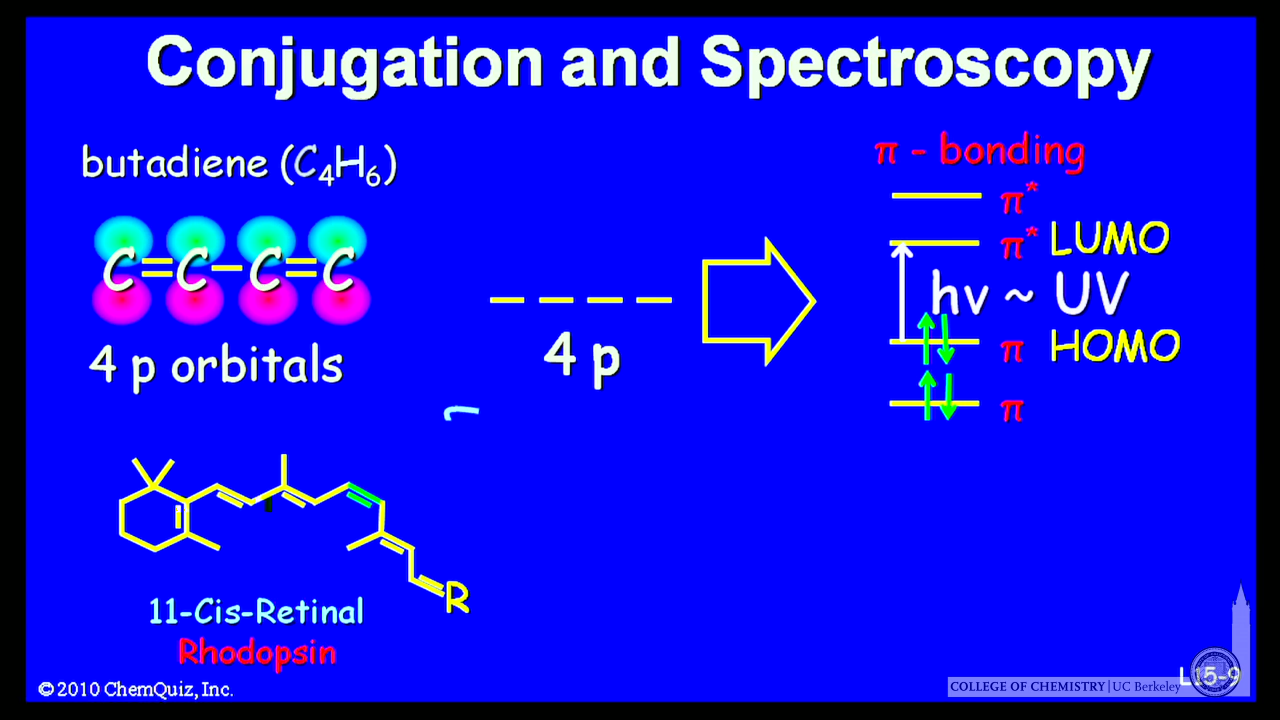 Conjugation and Spectroscopy
butadiene (C₄H₆)
C=C–C=C
4 p orbitals
4 p
π - bonding
π*
π* LUMO
hν ~ UV
π HOMO
π
R
11-Cis-Retinal
Rhodopsin
© 2010 ChemQuiz, Inc.
L15-9
COLLEGE OF CHEMISTRY | UC Berkeley